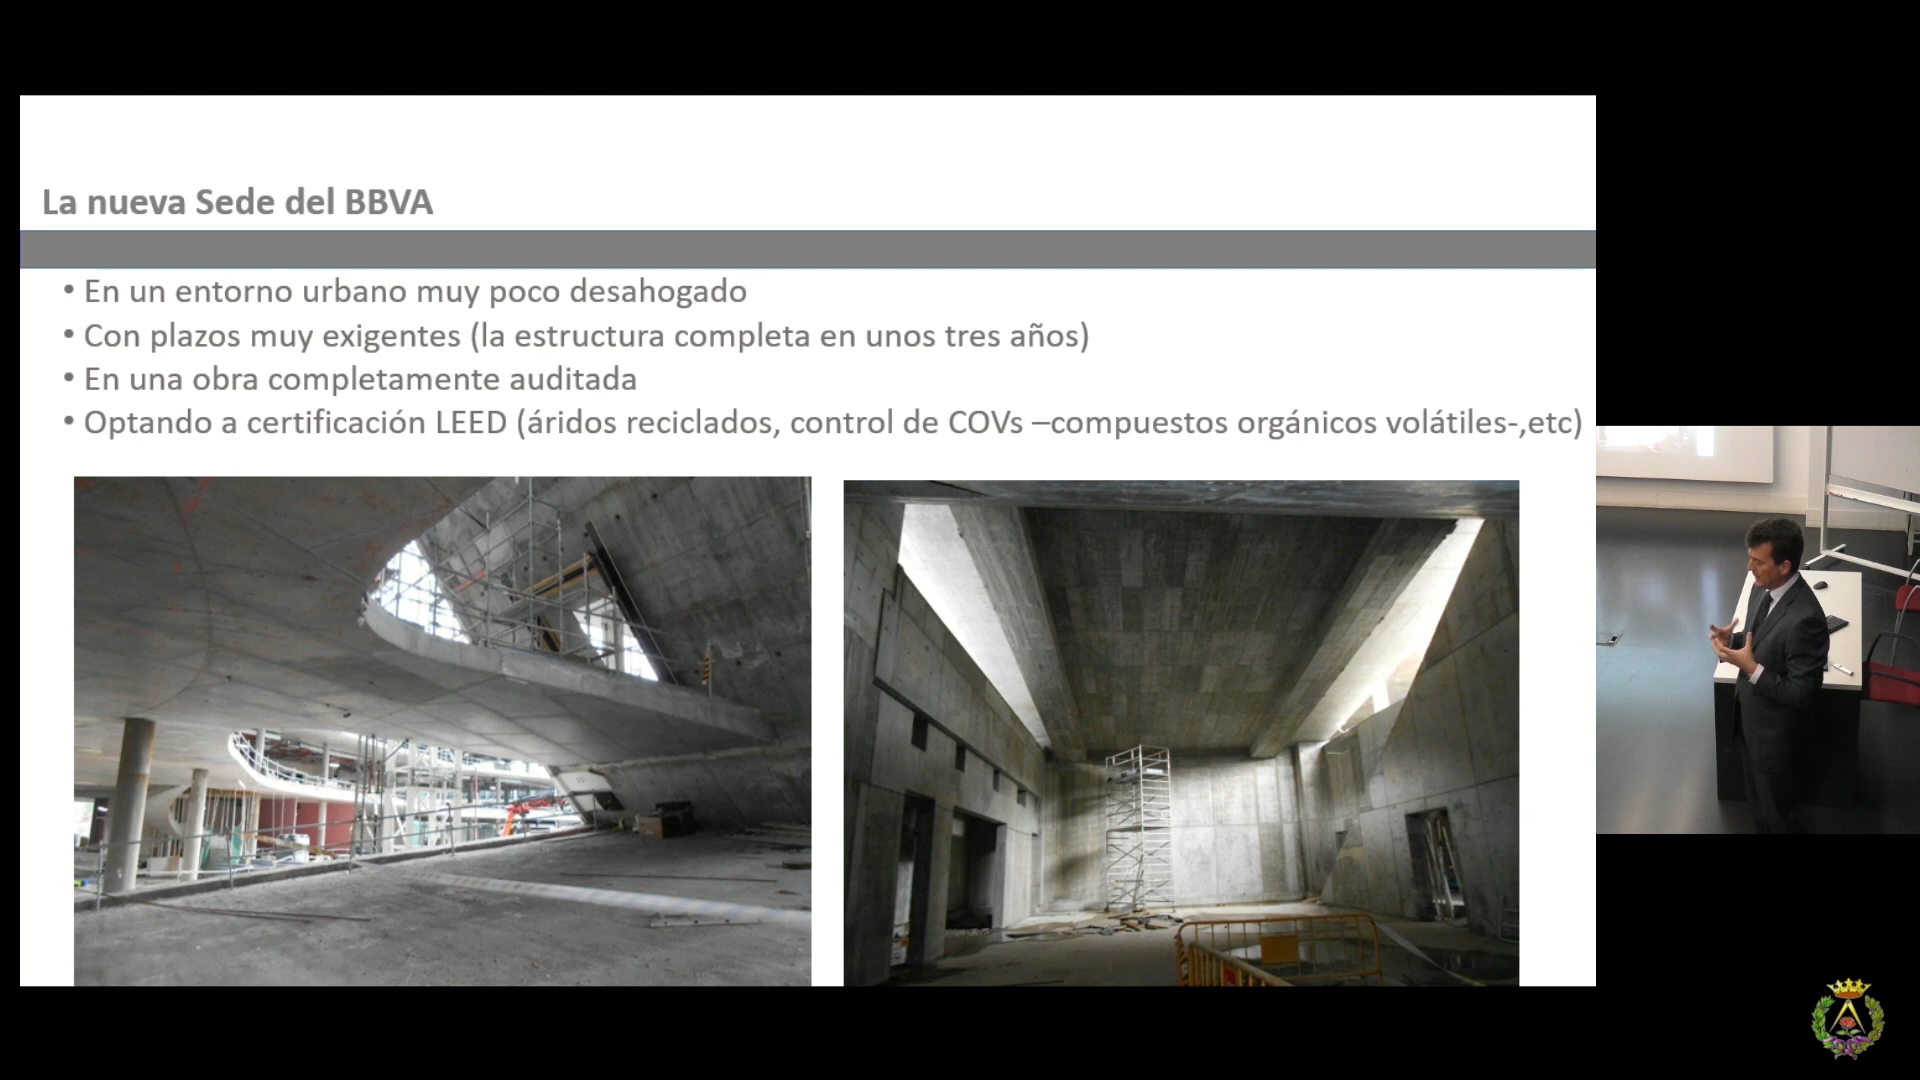 La nueva Sede del BBVA
• En un entorno urbano muy poco desahogado
• Con plazos muy exigentes (la estructura completa en unos tres años)
• En una obra completamente auditada
• Optando a certificación LEED (áridos reciclados, control de COVs –compuestos orgánicos volátiles-,etc)